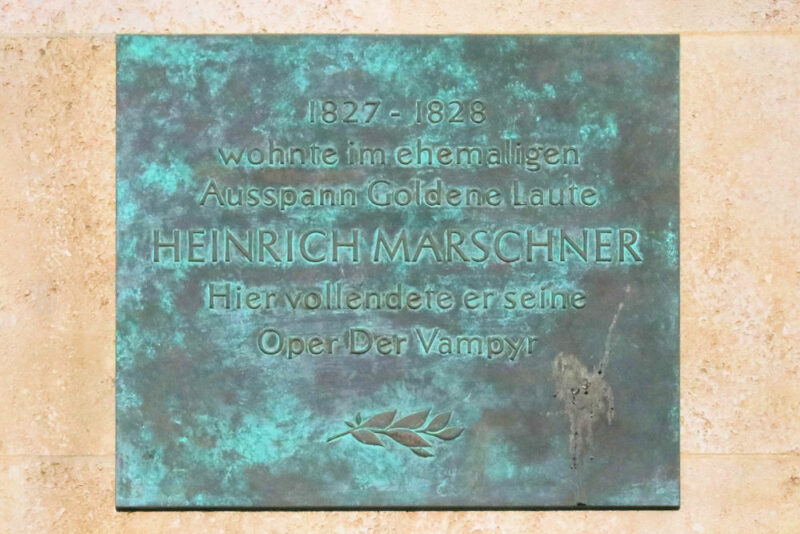 1827 - 1828
wohnte im ehemaligen
Ausspann Goldene Laute
HEINRICH MARSCHNER
Hier vollendete er seine
Oper Der Vampyr